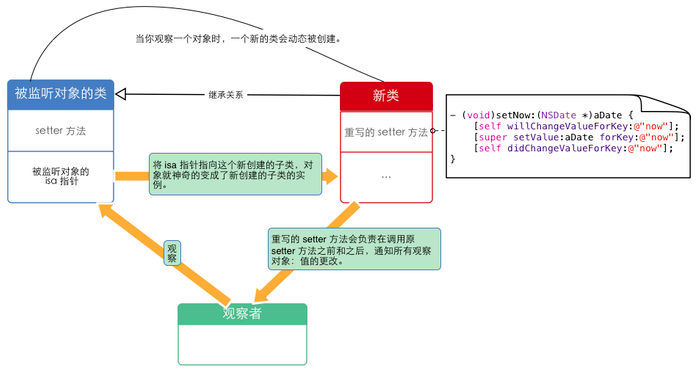 当你观察一个对象时，一个新的类会动态被创建。
被监听对象的类
继承关系
新类
setter 方法
重写的 setter 方法
- (void)setNow:(NSDate *)aDate {
[self willChangeValueForKey:@"now"];
[super setValue:aDate forKey:@"now"];
[self didChangeValueForKey:@"now"];
}
被监听对象的
isa 指针
将 isa 指针指向这个新创建的子类，对
象就神奇的变成了新创建的子类的实
例。
...
观
察
重写的 setter 方法会负责在调用原
setter 方法之前和之后，通知所有观察
对象：值的更改。
观察者